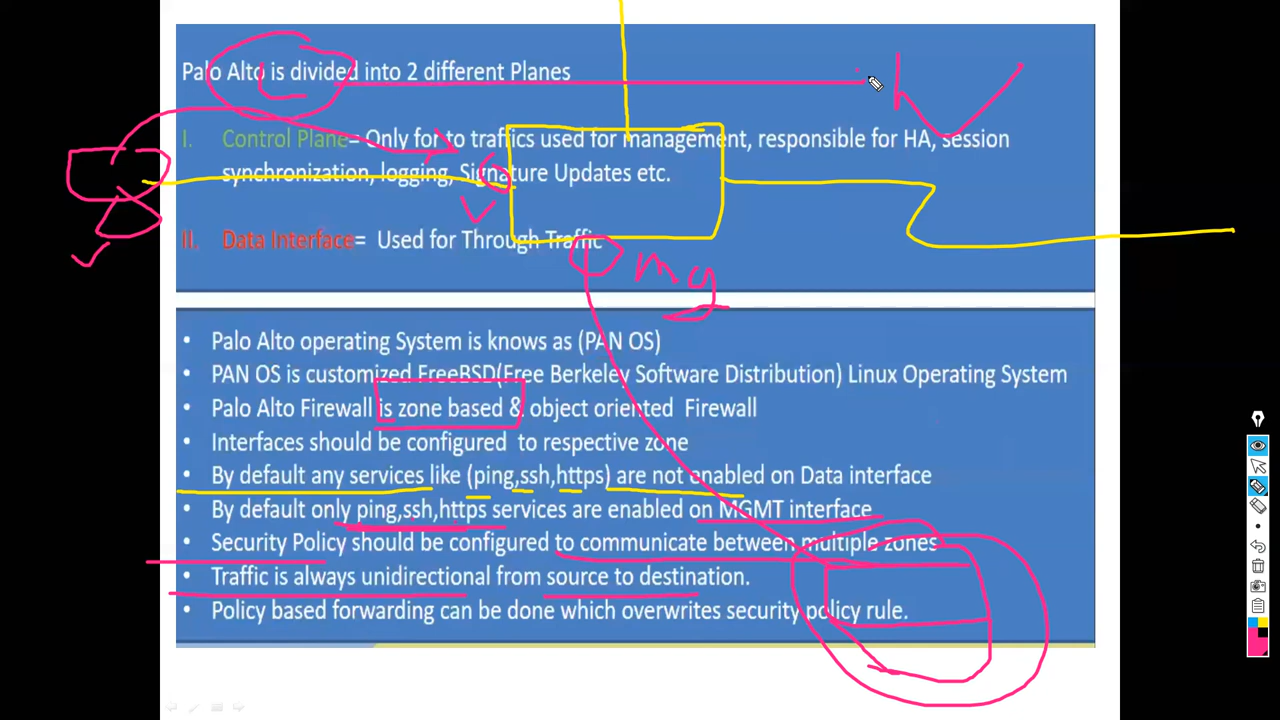 Palo Alto is divided into 2 different Planes
I. Control Plane= Only for to traffics used for management, responsible for HA, session
synchronization, logging, Signature Updates etc.
II. Data Interface= Used for Through Traffic
mg
• Palo Alto operating System is knows as (PAN OS)
• PAN OS is customized FreeBSD(Free Berkeley Software Distribution) Linux Operating System
• Palo Alto Firewall is zone based & object oriented Firewall
• Interfaces should be configured to respective zone
• By default any services like (ping,ssh,https) are not enabled on Data interface
• By default only ping,ssh,https services are enabled on MGMT interface
• Security Policy should be configured to communicate between multiple zones
• Traffic is always unidirectional from source to destination.
• Policy based forwarding can be done which overwrites security policy rule.